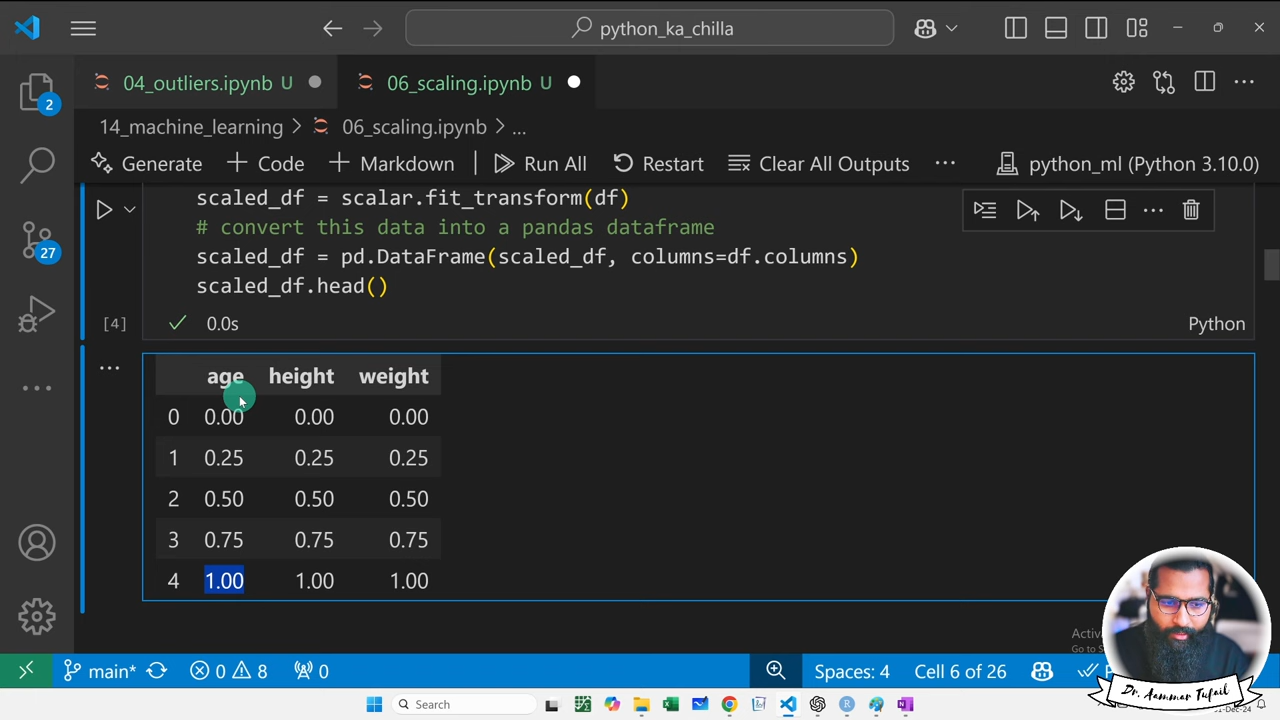 python_ka_chilla
04_outliers.ipynb U
06_scaling.ipynb U
14_machine_learning > 06_scaling.ipynb > ...
Generate + Code + Markdown Run All Restart Clear All Outputs ... python_ml (Python 3.10.0)
2
27
scaled_df = scalar.fit_transform(df)
# convert this data into a pandas dataframe
scaled_df = pd.DataFrame(scaled_df, columns=df.columns)
scaled_df.head()
[4] 0.0s Python
age height weight
0 0.00 0.00 0.00
1 0.25 0.25 0.25
2 0.50 0.50 0.50
3 0.75 0.75 0.75
4 1.00 1.00 1.00
main* 0 8 0 Spaces: 4 Cell 6 of 26
Dr. Aammar Tufail
Search